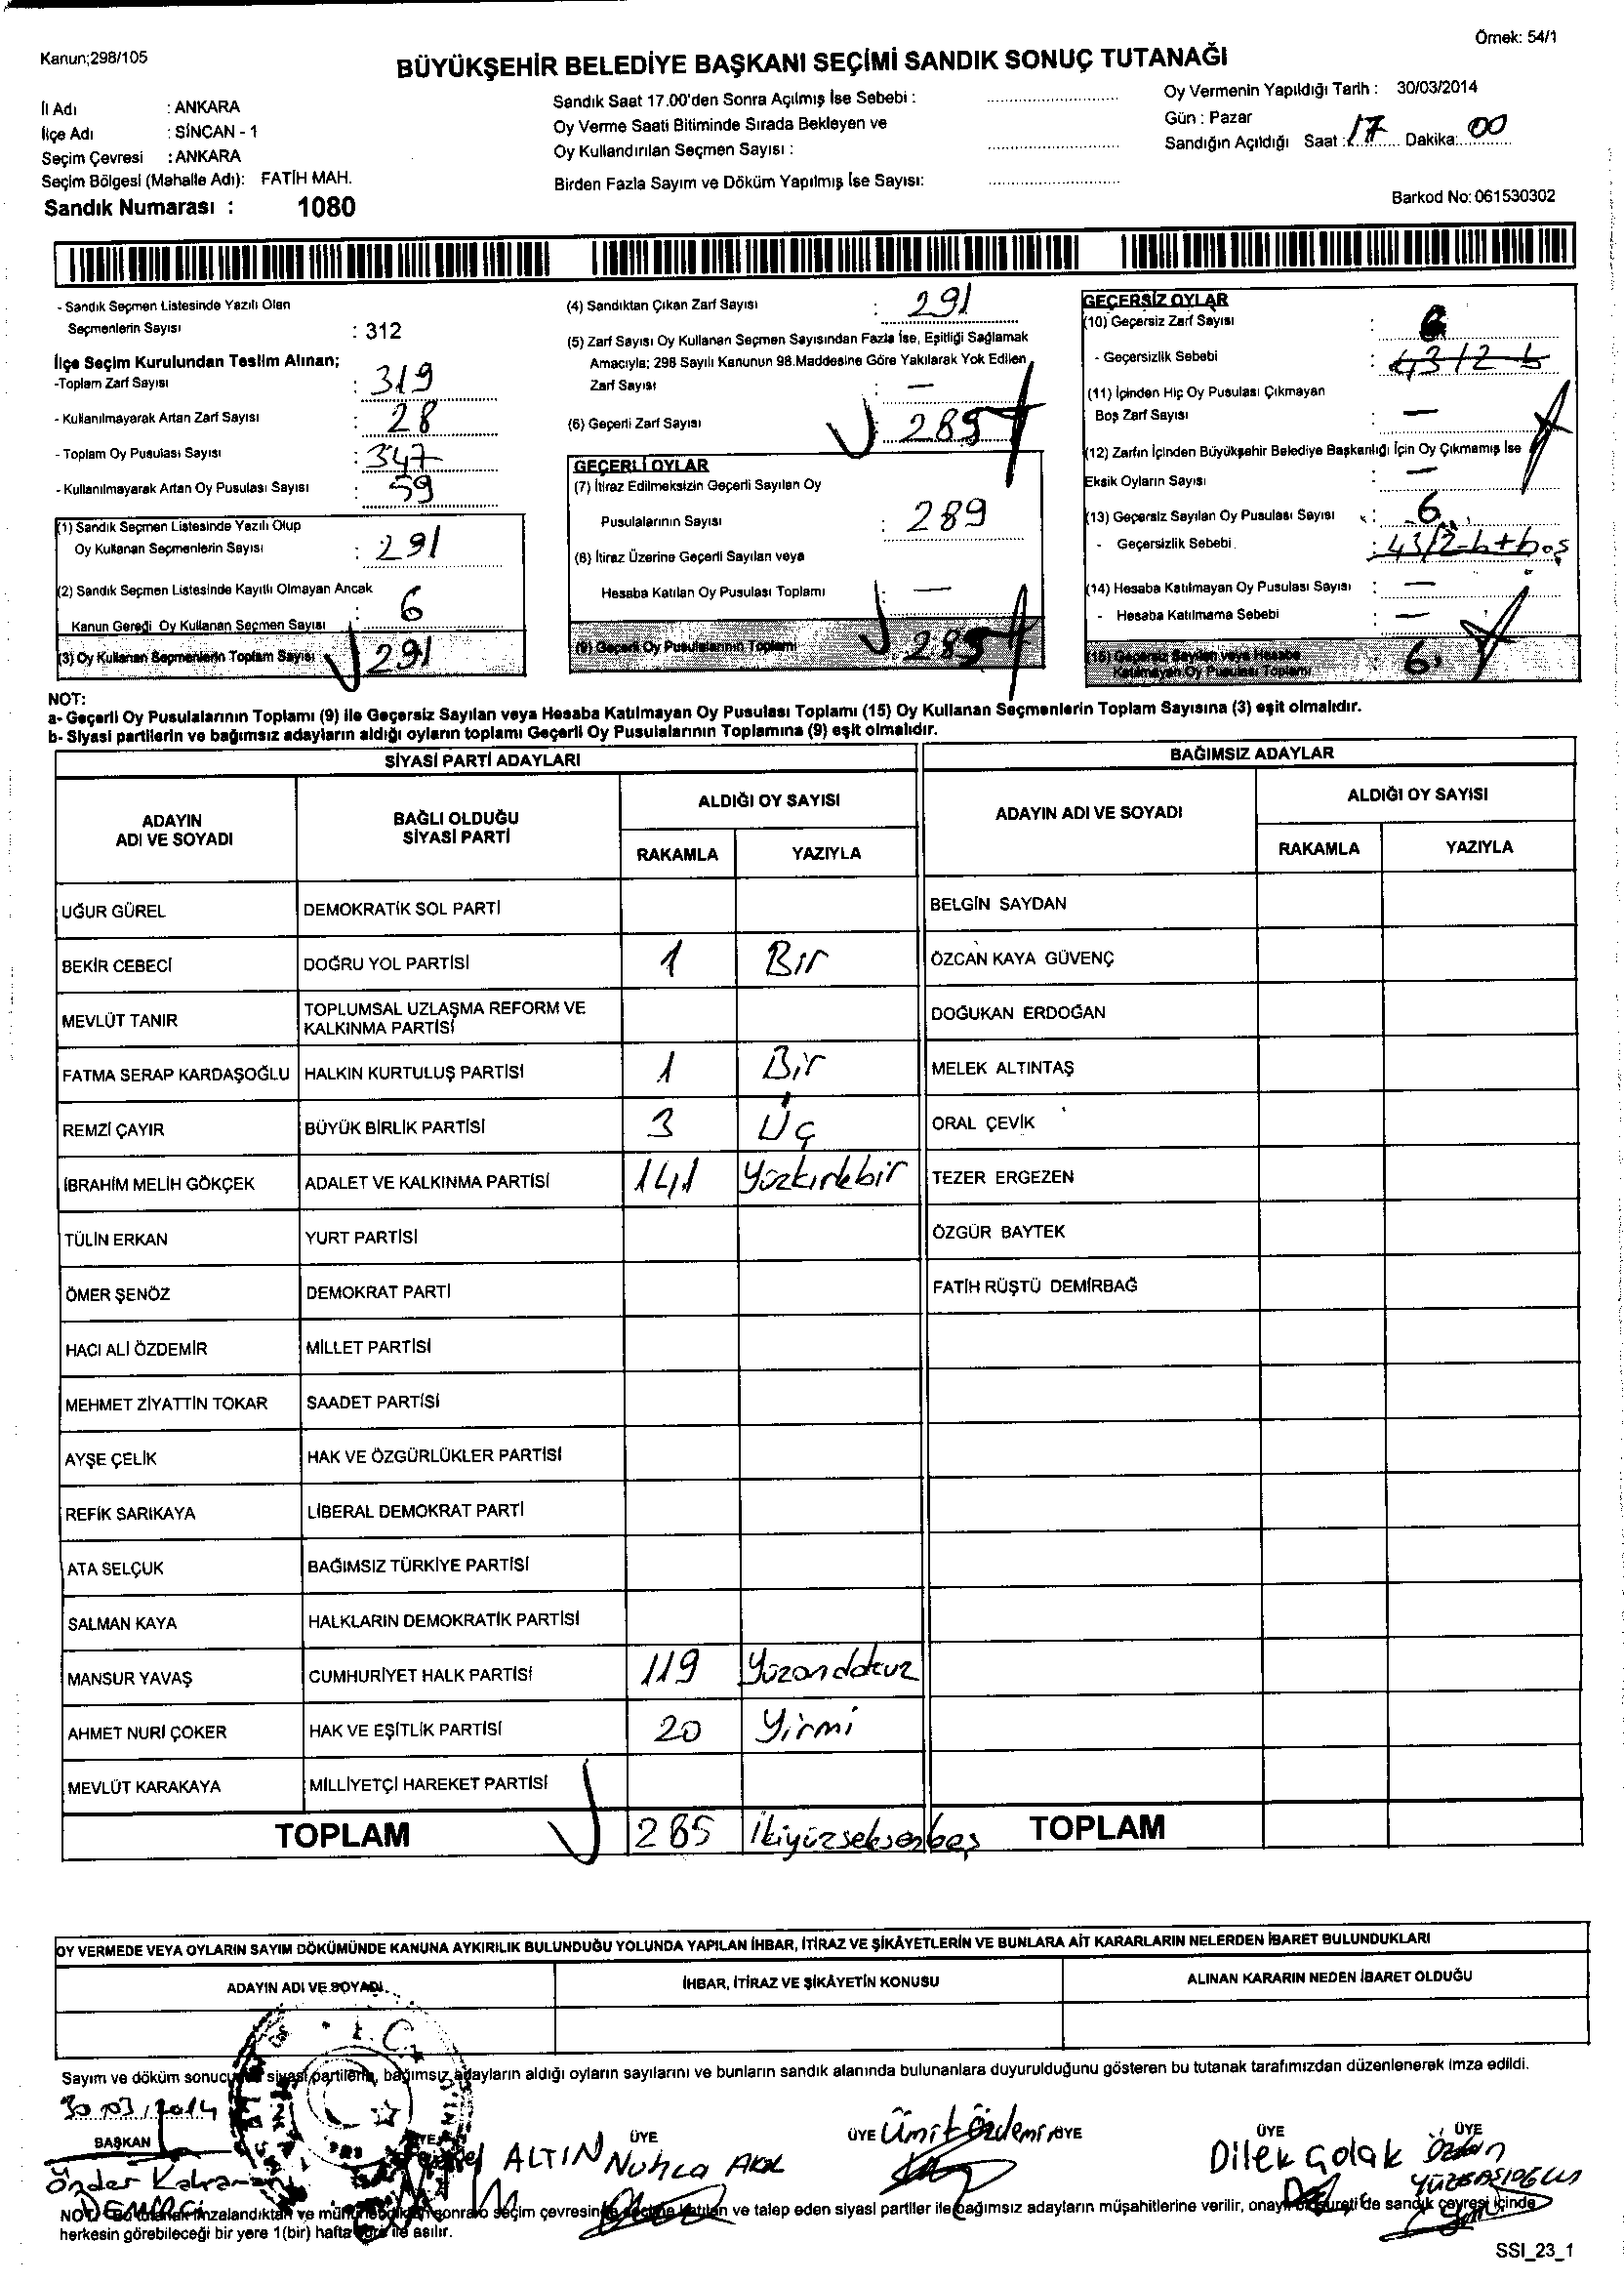 Kanun;298/105
Örnek: 54/1
BÜYÜKŞEHİR BELEDİYE BAŞKANI SEÇİMİ SANDIK SONUÇ TUTANAĞI
İl Adı : ANKARA
İlçe Adı : SİNCAN - 1
Seçim Çevresi : ANKARA
Seçim Bölgesi (Mahalle Adı): FATİH MAH.
Sandık Numarası : 1080
Sandık Saat 17.00'den Sonra Açılmış İse Sebebi :
Oy Verme Saati Bitiminde Sırada Bekleyen ve
Oy Kullandırılan Seçmen Sayısı :
Birden Fazla Sayım ve Döküm Yapılmış İse Sayısı:
Oy Vermenin Yapıldığı Tarih : 30/03/2014
Gün : Pazar
Sandığın Açıldığı Saat : 17 Dakika: 00
Barkod No: 061530302
- Sandık Seçmen Listesinde Yazılı Olan
Seçmenlerin Sayısı : 312
İlçe Seçim Kurulundan Teslim Alınan;
-Toplam Zarf Sayısı : 319
- Kullanılmayarak Artan Zarf Sayısı : 28
- Toplam Oy Pusulası Sayısı : 347
- Kullanılmayarak Artan Oy Pusulası Sayısı : 59
(1) Sandık Seçmen Listesinde Yazılı Olup
Oy Kullanan Seçmenlerin Sayısı : 291
(2) Sandık Seçmen Listesinde Kayıtlı Olmayan Ancak
Kanun Gereği Oy Kullanan Seçmen Sayısı : 6
(3) Oy Kullanan Seçmenlerin Toplam Sayısı 291
(4) Sandıktan Çıkan Zarf Sayısı : 291
(5) Zarf Sayısı Oy Kullanan Seçmen Sayısından Fazla İse, Eşitliği Sağlamak
Amacıyla; 298 Sayılı Kanunun 98.Maddesine Göre Yakılarak Yok Edilen
Zarf Sayısı : —
(6) Geçerli Zarf Sayısı 285
GEÇERLİ OYLAR
(7) İtiraz Edilmeksizin Geçerli Sayılan Oy
Pusulalarının Sayısı : 289
(8) İtiraz Üzerine Geçerli Sayılan veya
Hesaba Katılan Oy Pusulası Toplamı : —
(9) Geçerli Oy Pusulalarının Toplamı 285
GEÇERSİZ OYLAR
(10) Geçersiz Zarf Sayısı :
- Geçersizlik Sebebi : 43/2 b
(11) İçinden Hiç Oy Pusulası Çıkmayan
Boş Zarf Sayısı : —
(12) Zarfın İçinden Büyükşehir Belediye Başkanlığı İçin Oy Çıkmamış İse
Eksik Oyların Sayısı : —
(13) Geçersiz Sayılan Oy Pusulası Sayısı : 6
- Geçersizlik Sebebi : 43/2-b+boş
(14) Hesaba Katılmayan Oy Pusulası Sayısı : —
- Hesaba Katılmama Sebebi : —
(15) Geçersiz Sayılan veya Hesaba
Katılmayan Oy Pusulası Toplamı : 6
NOT:
a- Geçerli Oy Pusulalarının Toplamı (9) ile Geçersiz Sayılan veya Hesaba Katılmayan Oy Pusulası Toplamı (15) Oy Kullanan Seçmenlerin Toplam Sayısına (3) eşit olmalıdır.
b- Siyasi partilerin ve bağımsız adayların aldığı oyların toplamı Geçerli Oy Pusulalarının Toplamına (9) eşit olmalıdır.
SİYASİ PARTİ ADAYLARI
BAĞIMSIZ ADAYLAR
ADAYIN
ADI VE SOYADI
BAĞLI OLDUĞU
SİYASİ PARTİ
ALDIĞI OY SAYISI
RAKAMLA YAZIYLA
ADAYIN ADI VE SOYADI
ALDIĞI OY SAYISI
RAKAMLA YAZIYLA
UĞUR GÜREL DEMOKRATİK SOL PARTİ BELGİN SAYDAN
BEKİR CEBECİ DOĞRU YOL PARTİSİ 1 Bir ÖZCAN KAYA GÜVENÇ
MEVLÜT TANIR TOPLUMSAL UZLAŞMA REFORM VE
KALKINMA PARTİSİ DOĞUKAN ERDOĞAN
FATMA SERAP KARDAŞOĞLU HALKIN KURTULUŞ PARTİSİ 1 Bir MELEK ALTINTAŞ
REMZİ ÇAYIR BÜYÜK BİRLİK PARTİSİ 3 Üç ORAL ÇEVİK
İBRAHİM MELİH GÖKÇEK ADALET VE KALKINMA PARTİSİ 141 Yüzkırkbir TEZER ERGEZEN
TÜLİN ERKAN YURT PARTİSİ ÖZGÜR BAYTEK
ÖMER ŞENÖZ DEMOKRAT PARTİ FATİH RÜŞTÜ DEMİRBAĞ
HACI ALİ ÖZDEMİR MİLLET PARTİSİ
MEHMET ZİYATTİN TOKAR SAADET PARTİSİ
AYŞE ÇELİK HAK VE ÖZGÜRLÜKLER PARTİSİ
REFİK SARIKAYA LİBERAL DEMOKRAT PARTİ
ATA SELÇUK BAĞIMSIZ TÜRKİYE PARTİSİ
SALMAN KAYA HALKLARIN DEMOKRATİK PARTİSİ
MANSUR YAVAŞ CUMHURİYET HALK PARTİSİ 119 Yüzondokuz
AHMET NURİ ÇOKER HAK VE EŞİTLİK PARTİSİ 20 Yirmi
MEVLÜT KARAKAYA MİLLİYETÇİ HAREKET PARTİSİ
TOPLAM 285 İkiyüzseksenbeş TOPLAM
OY VERMEDE VEYA OYLARIN SAYIM DÖKÜMÜNDE KANUNA AYKIRILIK BULUNDUĞU YOLUNDA YAPILAN İHBAR, İTİRAZ VE ŞİKÂYETLERİN VE BUNLARA AİT KARARLARIN NELERDEN İBARET BULUNDUKLARI
ADAYIN ADI VE SOYADI İHBAR, İTİRAZ VE ŞİKÂYETİN KONUSU ALINAN KARARIN NEDEN İBARET OLDUĞU
T.C.
Sayım ve döküm sonucu siyasi partilerin, bağımsız adayların aldığı oyların sayılarını ve bunların sandık alanında bulunanlara duyurulduğunu gösteren bu tutanak tarafımızdan düzenlenerek imza edildi.
30.03.2014
BAŞKAN ÜYE ÜYE ÜYE ÜYE ÜYE
Önder Kahraman DEMİRCİ
ALTIN
Nuhca AKOL
Ümit Özdemir
Dilek Çolak
Özkan YÜZBAŞIOĞLU
NOT: Bu tutanak imzalandıktan ve mühürlendikten sonra seçim çevresinde seçime katılan ve talep eden siyasi partiler ile bağımsız adayların müşahitlerine verilir, onaylı bir sureti de sandık çevresi içinde
herkesin görebileceği bir yere 1(bir) hafta süre ile asılır.
SSI_23_1